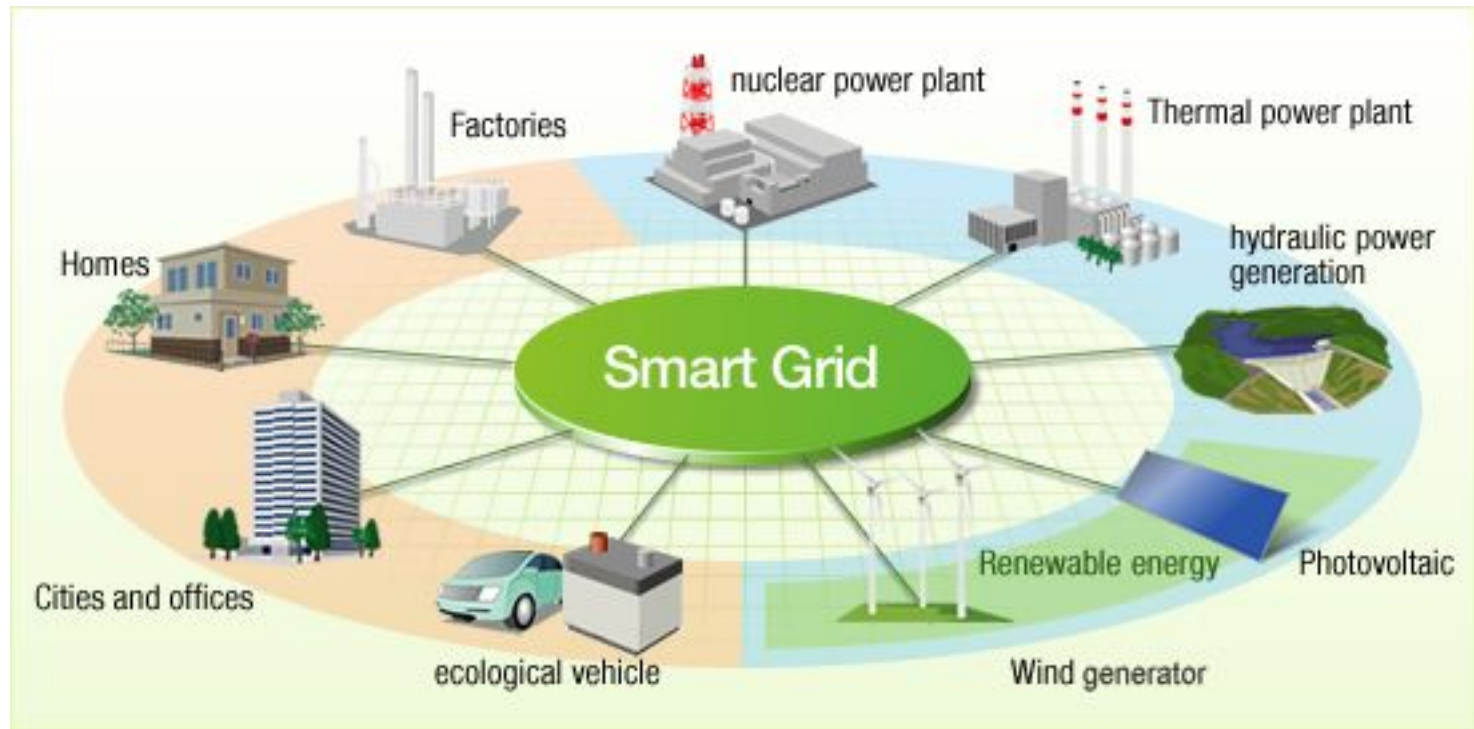 nuclear power plant
Factories
Thermal power plant
Homes
hydraulic power
generation
Smart Grid
Renewable energy
Photovoltaic
Cities and offices
ecological vehicle
Wind generator